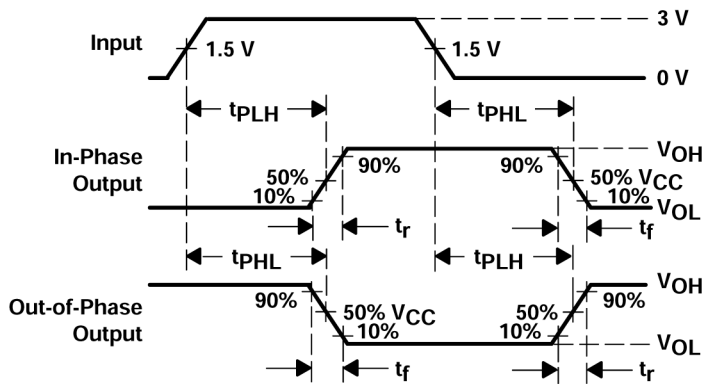 3 V
Input
1.5 V
1.5 V
0 V
tPLH
tPHL
In-Phase
Output
VOH
90%
90%
50%
50% VCC
10%
10%
VOL
tr
tf
tPHL
tPLH
Out-of-Phase
Output
VOH
90%
90%
50% VCC
50%
10%
10%
VOL
tf
tr